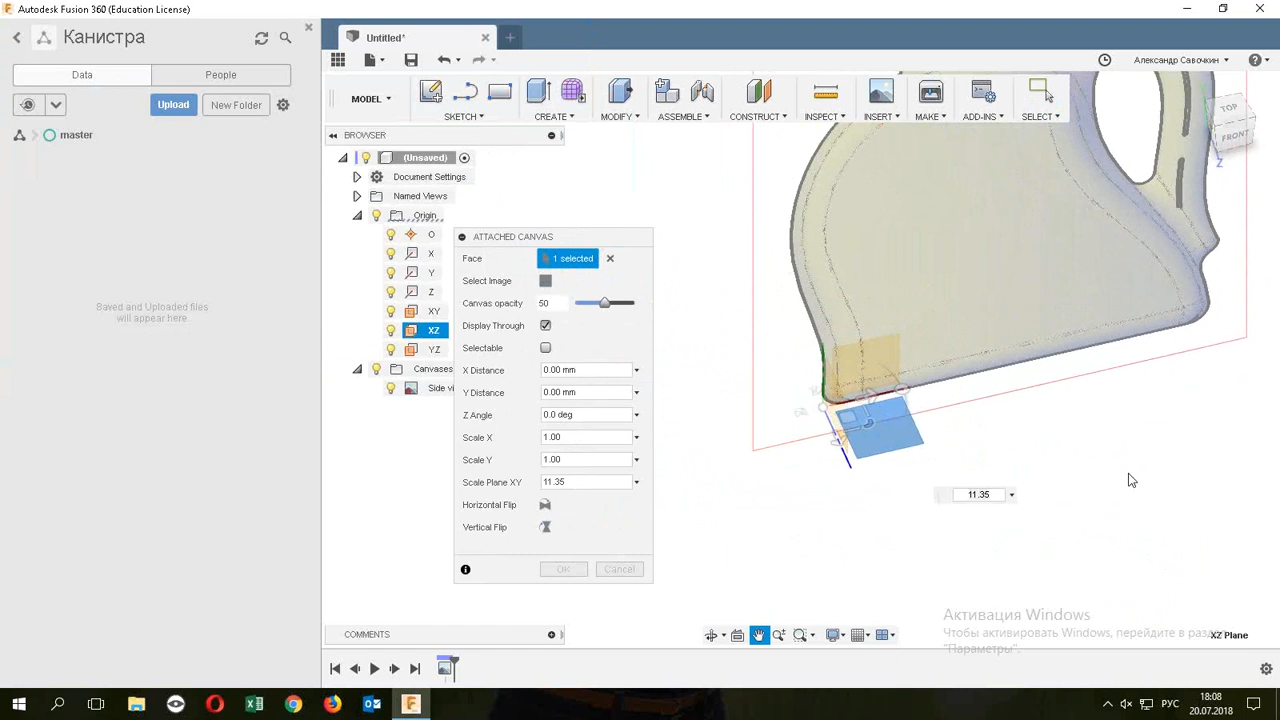 Autodesk Fusion 360 (Education License)
Канистра
Untitled*
Александр Савочкин
Data
People
MODEL
SKETCH
CREATE
MODIFY
ASSEMBLE
CONSTRUCT
INSPECT
INSERT
MAKE
ADD-INS
SELECT
Upload
New Folder
TOP
FRONT
Z
BROWSER
master
(Unsaved)
Document Settings
Named Views
Origin
O
X
Y
Z
XY
XZ
YZ
Canvases
Side vi
ATTACHED CANVAS
Face
1 selected
Select Image
Canvas opacity
50
Display Through
Selectable
X Distance
0.00 mm
Y Distance
0.00 mm
Z Angle
0.0 deg
Scale X
1.00
Scale Y
1.00
Scale Plane XY
11.35
Horizontal Flip
Vertical Flip
OK
Cancel
Saved and Uploaded files
will appear here.
11.35
Активация Windows
Чтобы активировать Windows, перейдите в разд
"Параметры".
XZ Plane
COMMENTS
РУС
18:08
20.07.2018